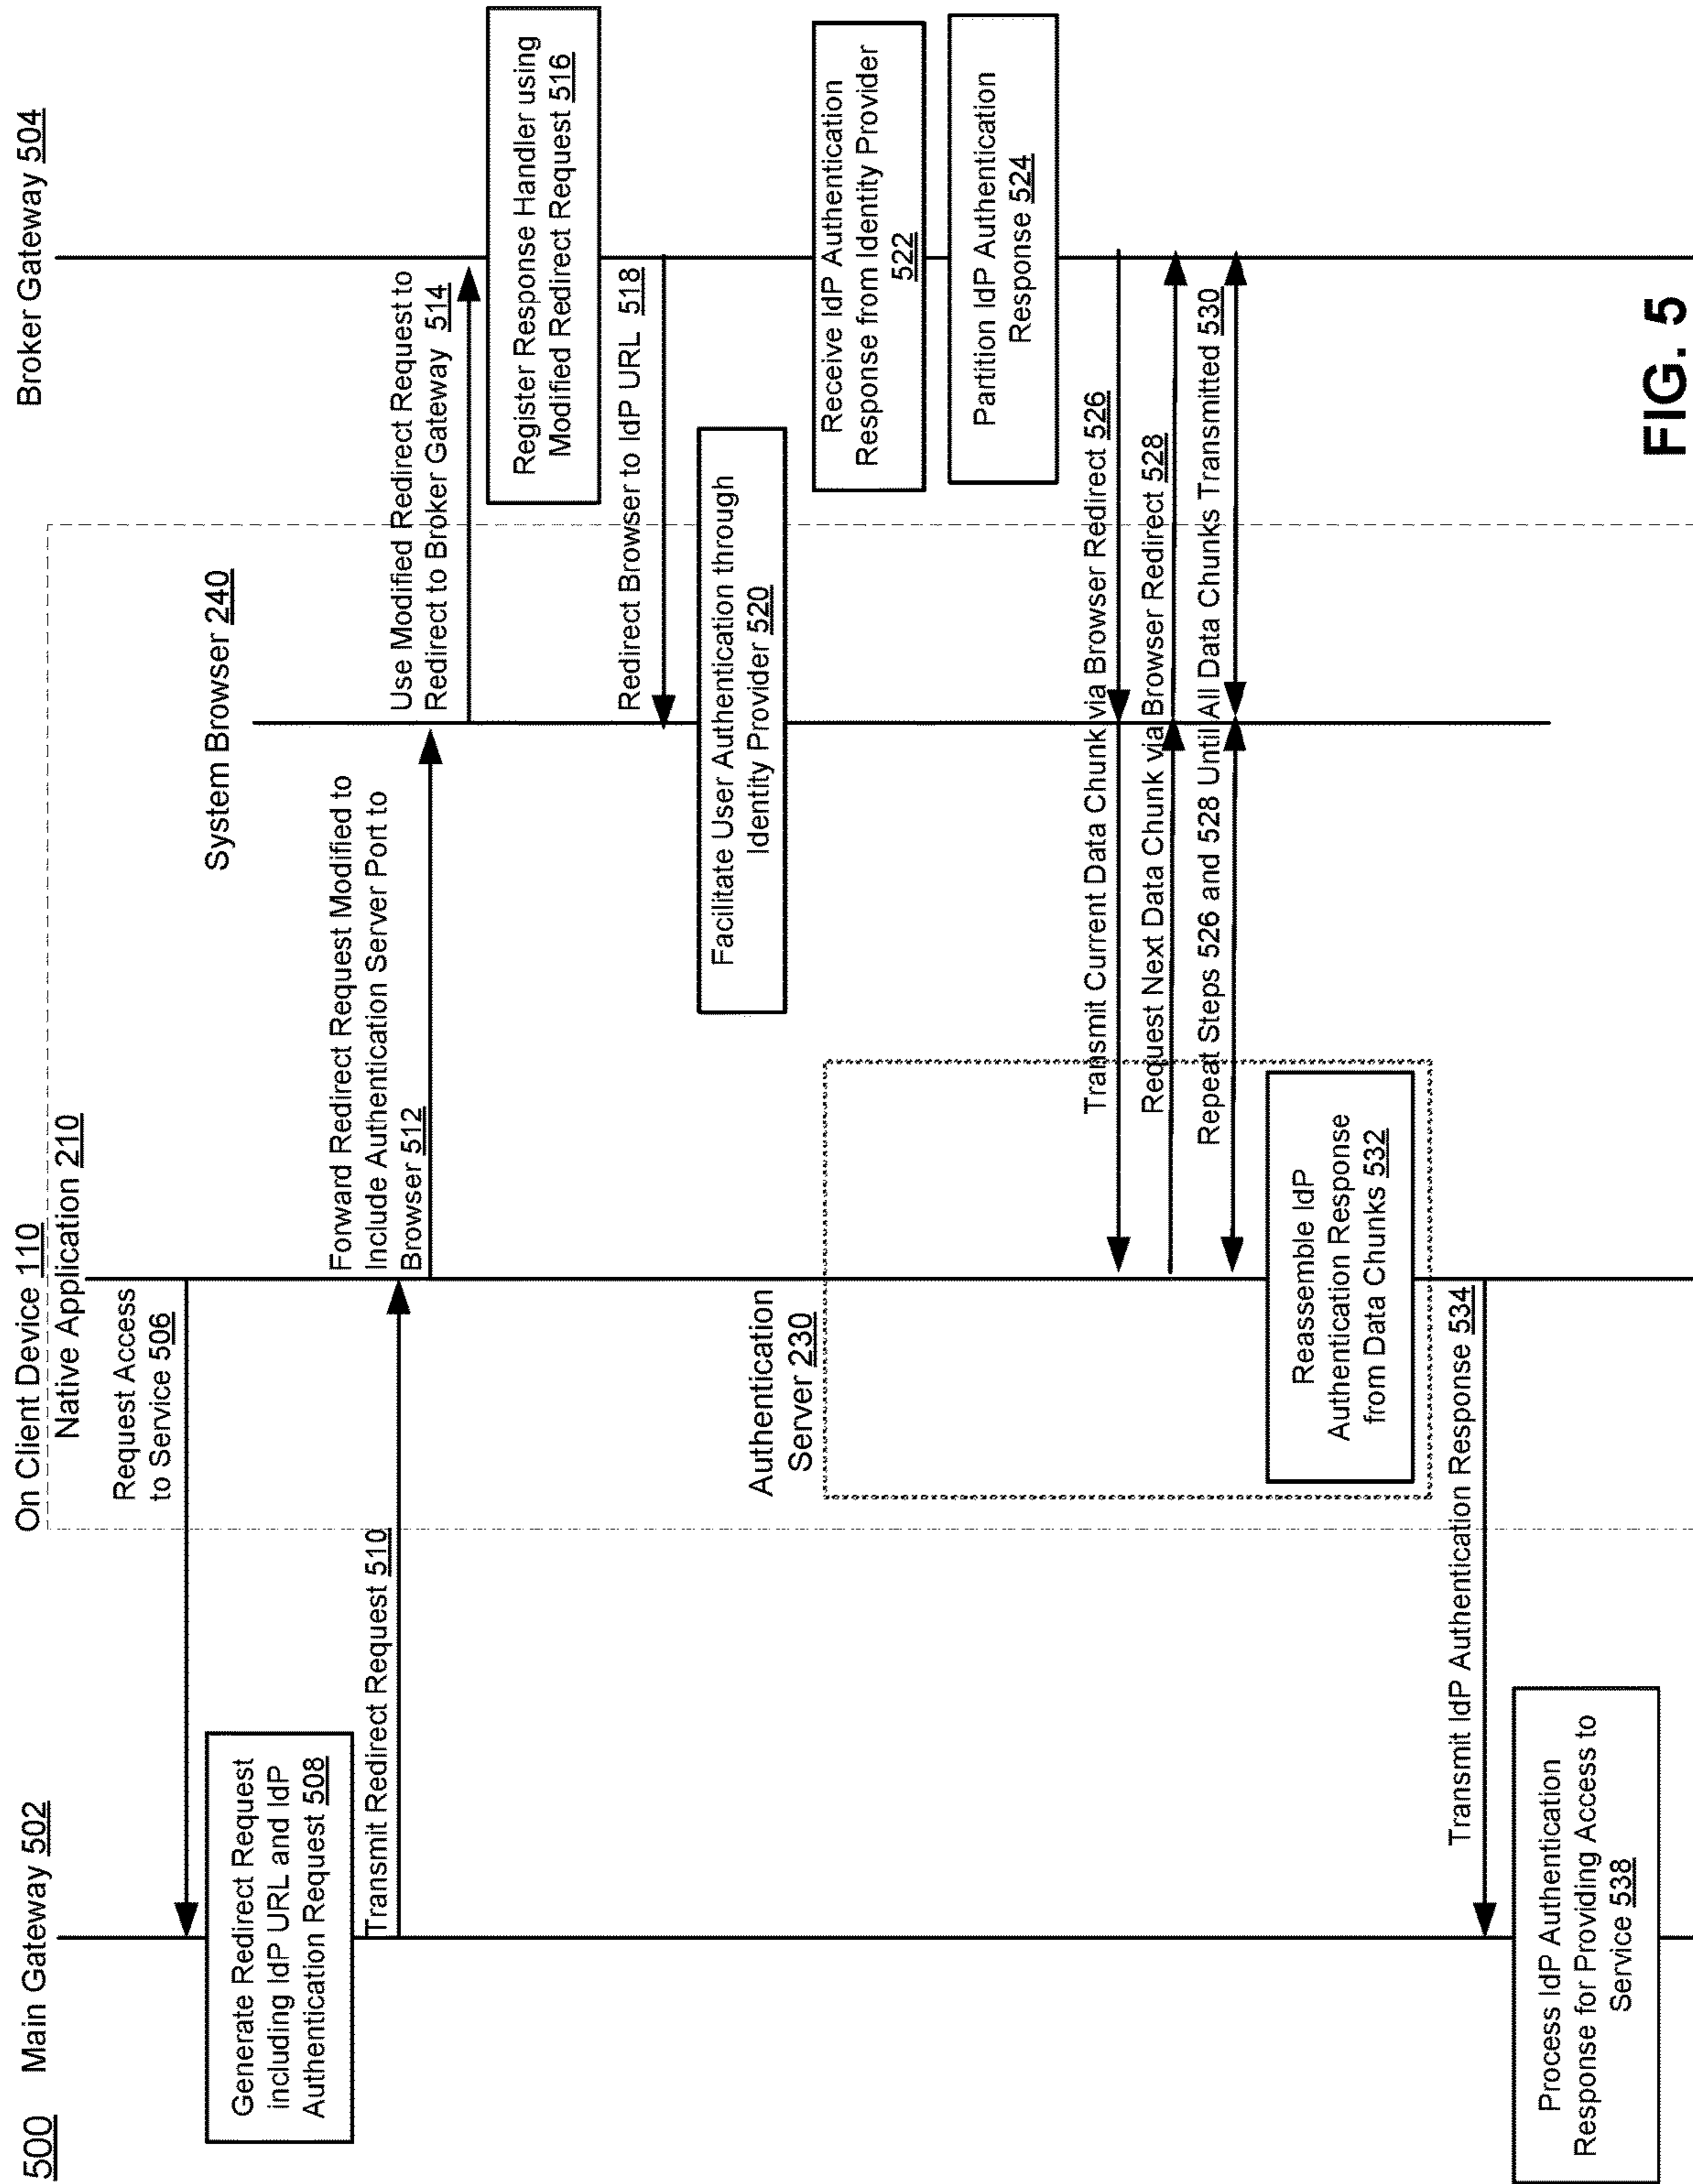 500
Main Gateway 502
On Client Device 110
Native Application 210
System Browser 240
Broker Gateway 504
Request Access
to Service 506
Generate Redirect Request
including IdP URL and IdP
Authentication Request 508
Transmit Redirect Request 510
Forward Redirect Request Modified to
Include Authentication Server Port to
Browser 512
Use Modified Redirect Request to
Redirect to Broker Gateway 514
Register Response Handler using
Modified Redirect Request 516
Redirect Browser to IdP URL 518
Facilitate User Authentication through
Identity Provider 520
Receive IdP Authentication
Response from Identity Provider
522
Partition IdP Authentication
Response 524
Authentication
Server 230
Transmit Current Data Chunk via Browser Redirect 526
Request Next Data Chunk via Browser Redirect 528
Repeat Steps 526 and 528 Until All Data Chunks Transmitted 530
Reassemble IdP
Authentication Response
from Data Chunks 532
Transmit IdP Authentication Response 534
Process IdP Authentication
Response for Providing Access to
Service 538
FIG. 5